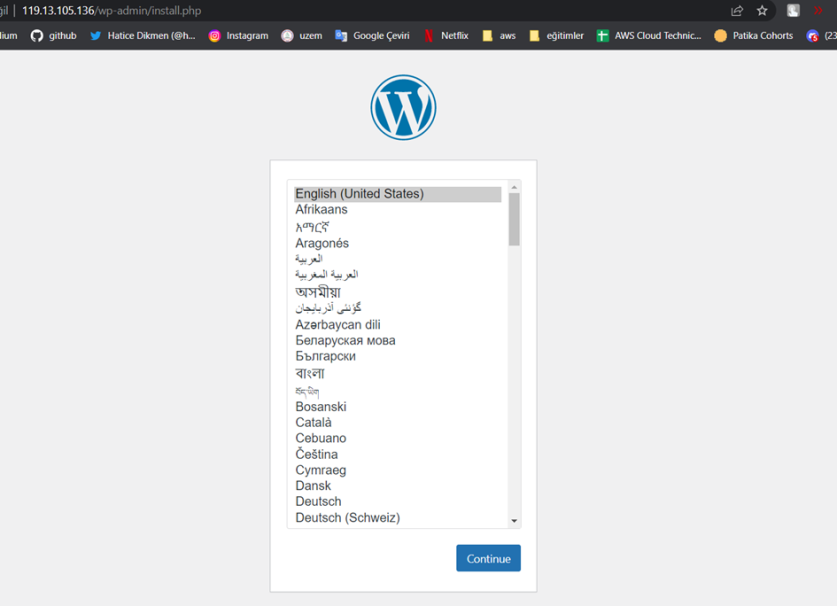 ğil | 119.13.105.136/wp-admin/install.php
lium github Hatice Dikmen (@h... Instagram uzem Google Çeviri Netflix aws eğitimler AWS Cloud Technic... Patika Cohorts (23
English (United States)
Afrikaans
አማርኛ
Aragonés
العربية
العربية المغربية
অসমীয়া
گؤنئی آذربایجان
Azərbaycan dili
Беларуская мова
Български
বাংলা
བོད་ཡིག
Bosanski
Català
Cebuano
Čeština
Cymraeg
Dansk
Deutsch
Deutsch (Schweiz)
Continue